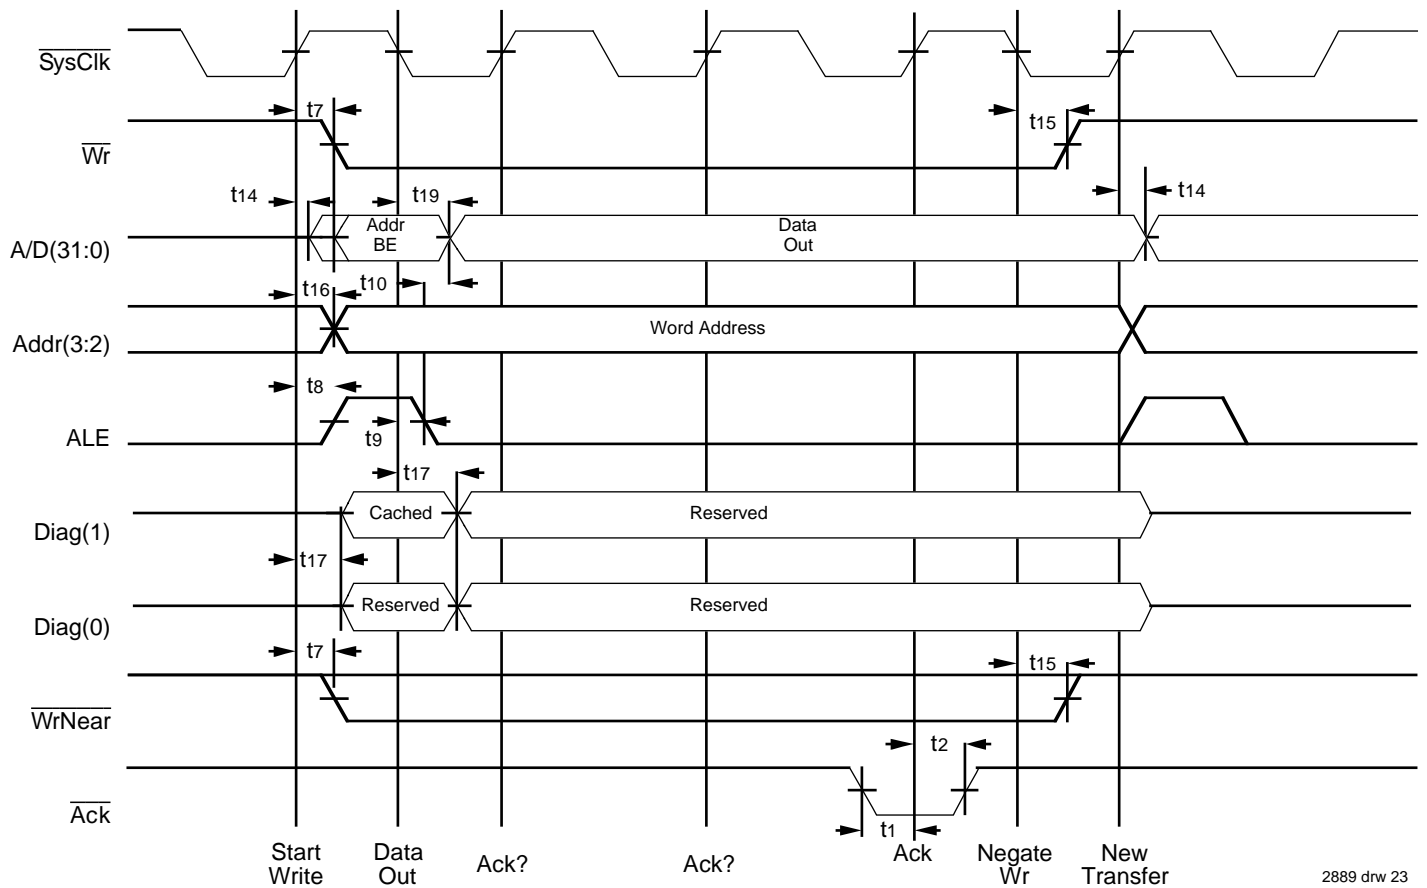 SysClk
t7
t15
Wr
t14
t19
t14
Addr
BE
Data
Out
A/D(31:0)
t16
t10
Word Address
Addr(3:2)
t8
t9
ALE
t17
Cached
Reserved
Diag(1)
t17
Reserved
Reserved
Diag(0)
t7
t15
WrNear
t2
Ack
t1
Start
Write
Data
Out
Ack?
Ack?
Ack
Negate
Wr
New
Transfer
2889 drw 23